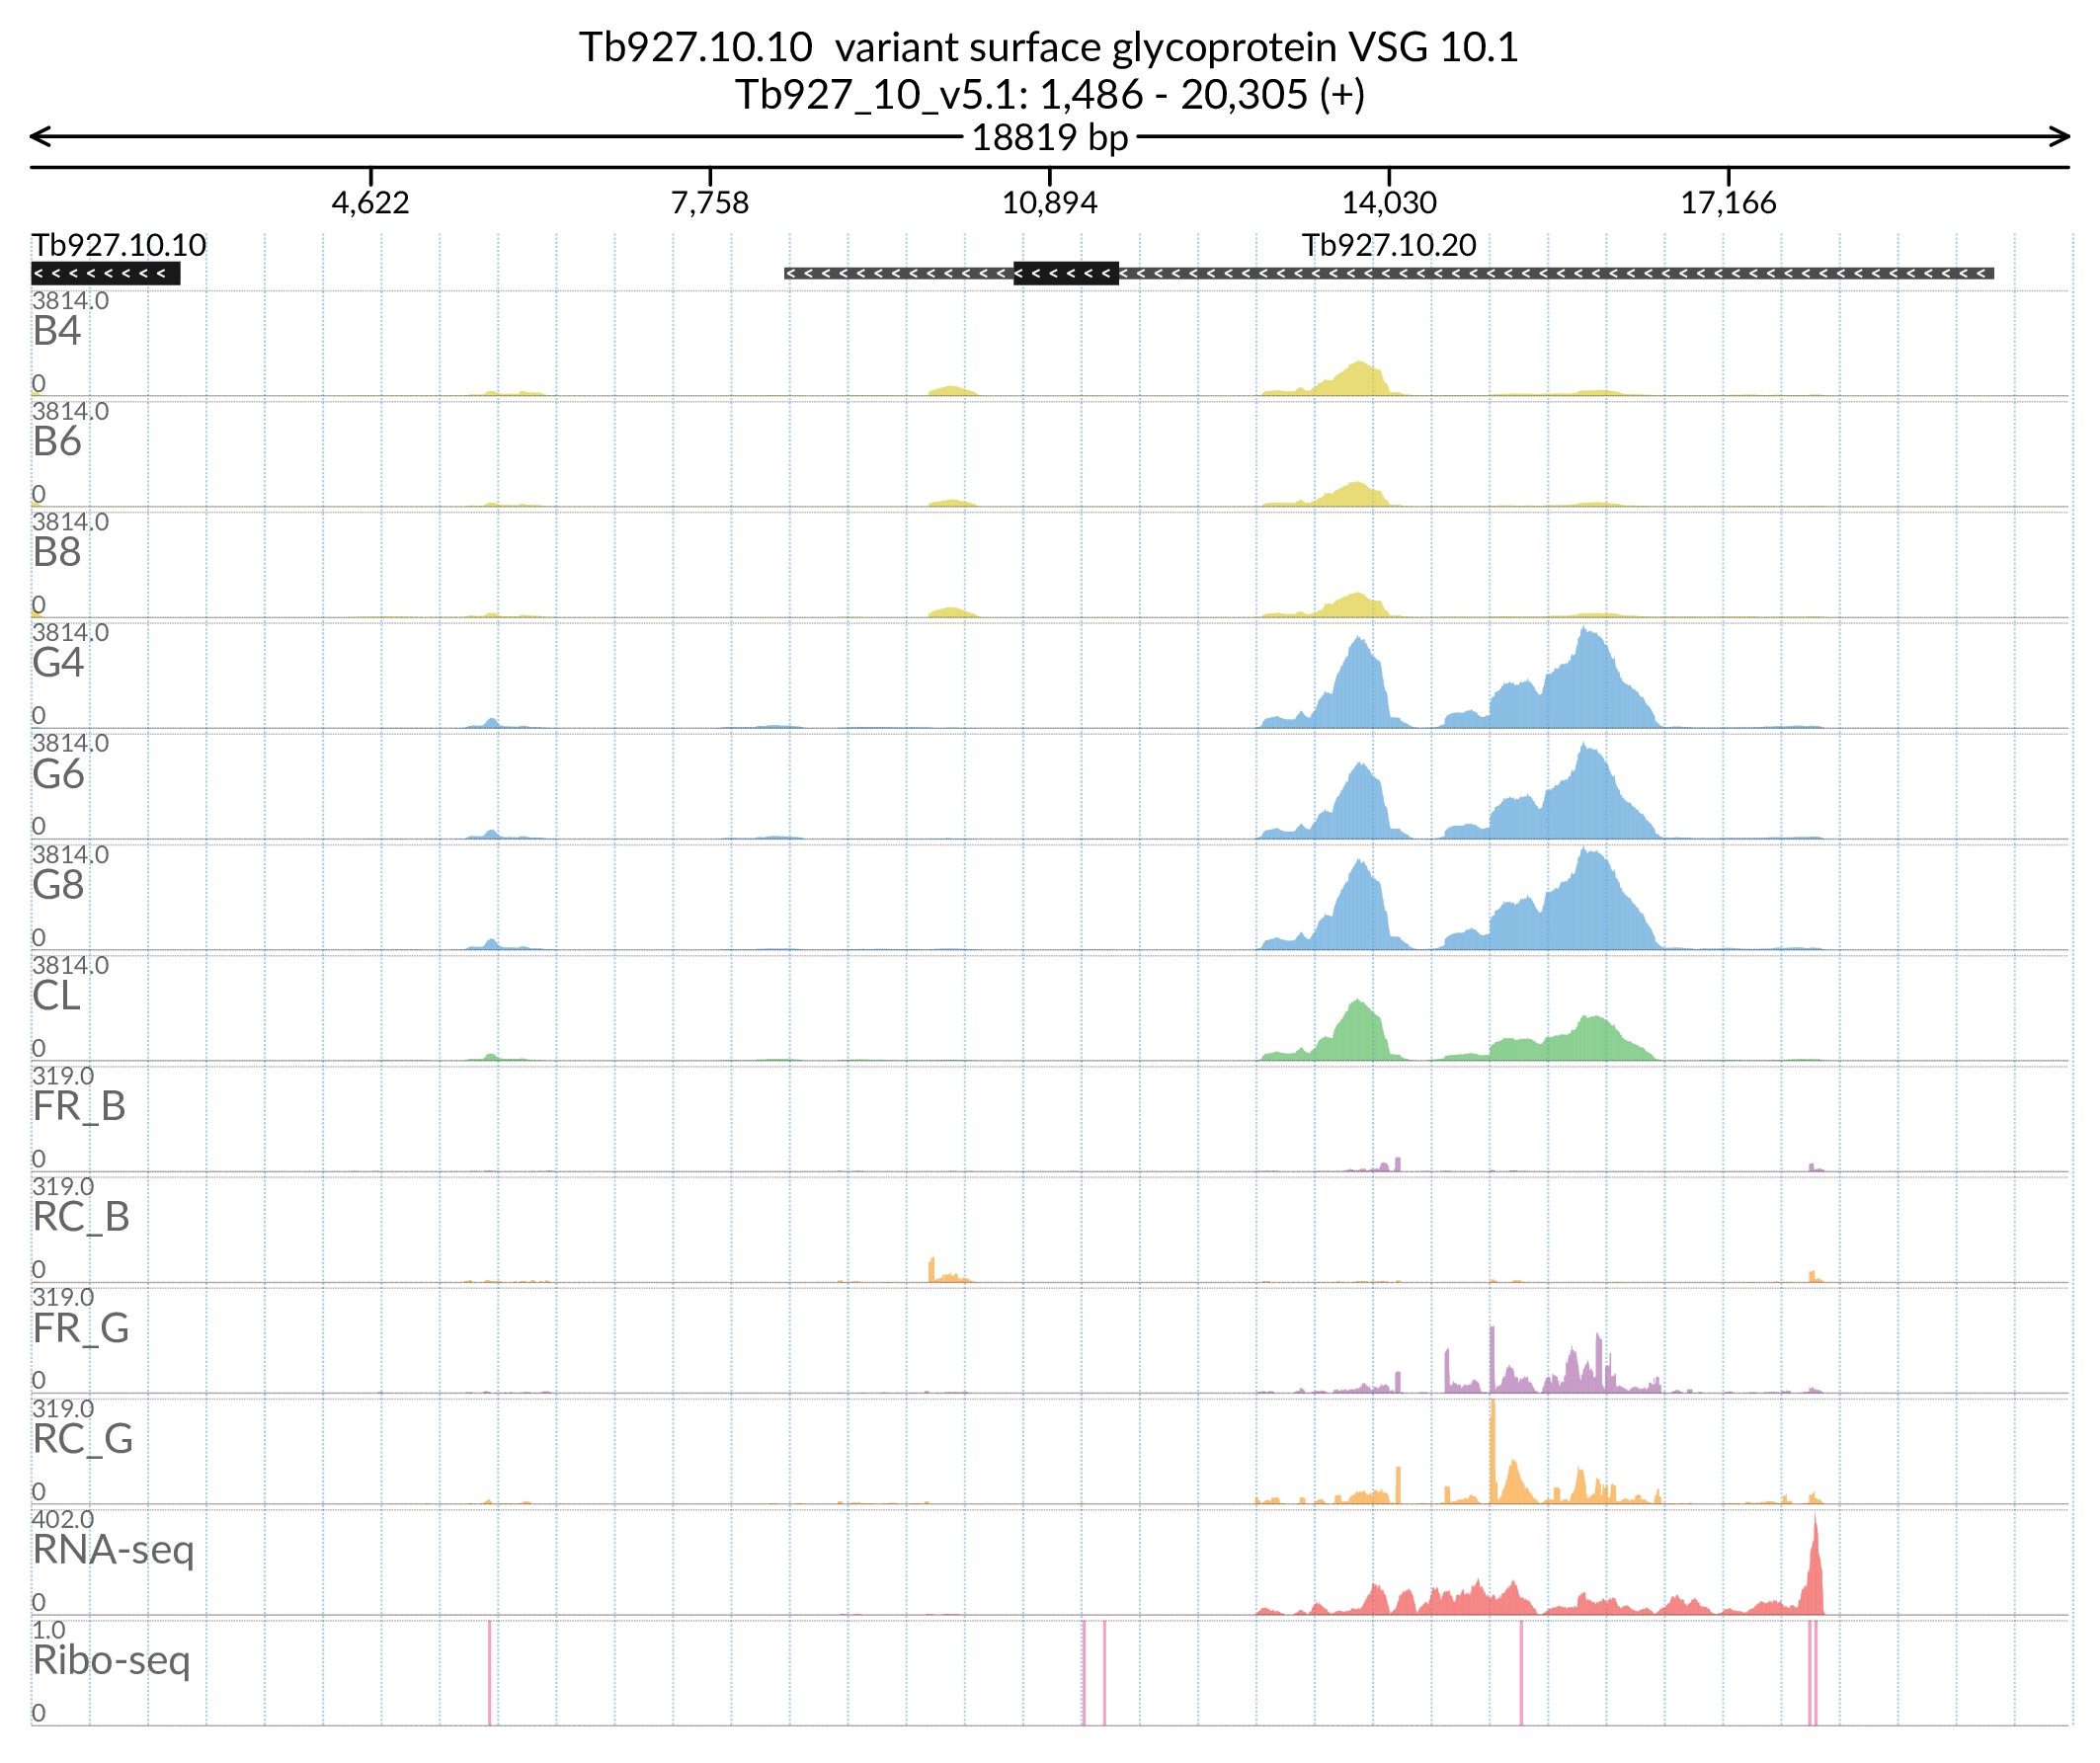 Tb927.10.10 variant surface glycoprotein VSG 10.1
Tb927_10_v5.1: 1,486 - 20,305 (+)
18819 bp
4,622 7,758 10,894 14,030 17,166
Tb927.10.10 Tb927.10.20
3814.0
B4
0
3814.0
B6
0
3814.0
B8
0
3814.0
G4
0
3814.0
G6
0
3814.0
G8
0
3814.0
CL
0
319.0
FR_B
0
319.0
RC_B
0
319.0
FR_G
0
319.0
RC_G
0
402.0
RNA-seq
0
1.0
Ribo-seq
0